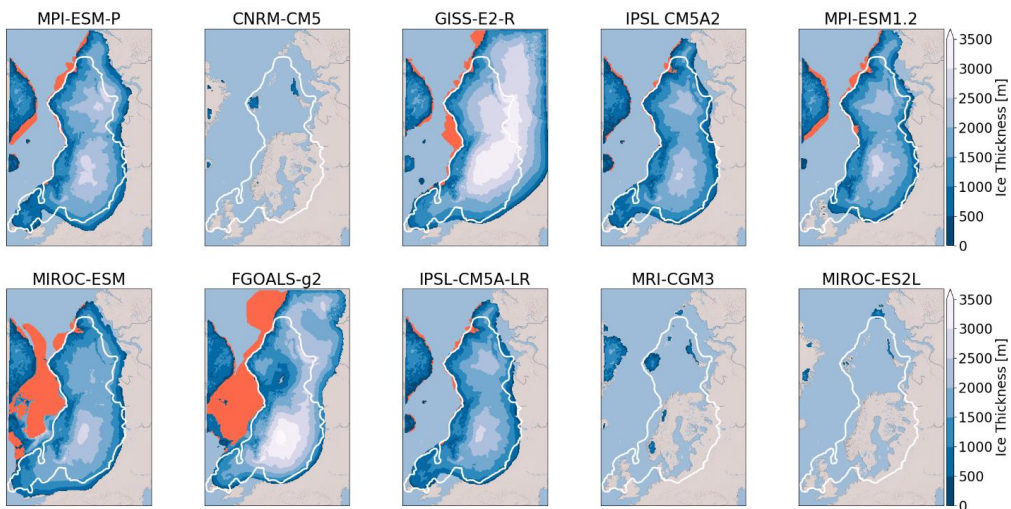 MPI-ESM-P
CNRM-CM5
GISS-E2-R
IPSL CM5A2
MPI-ESM1.2
3500
3000
2500
2000
1500
1000
500
0
Ice Thickness [m]
MIROC-ESM
FGOALS-g2
IPSL-CM5A-LR
MRI-CGM3
MIROC-ES2L
3500
3000
2500
2000
1500
1000
500
0
Ice Thickness [m]